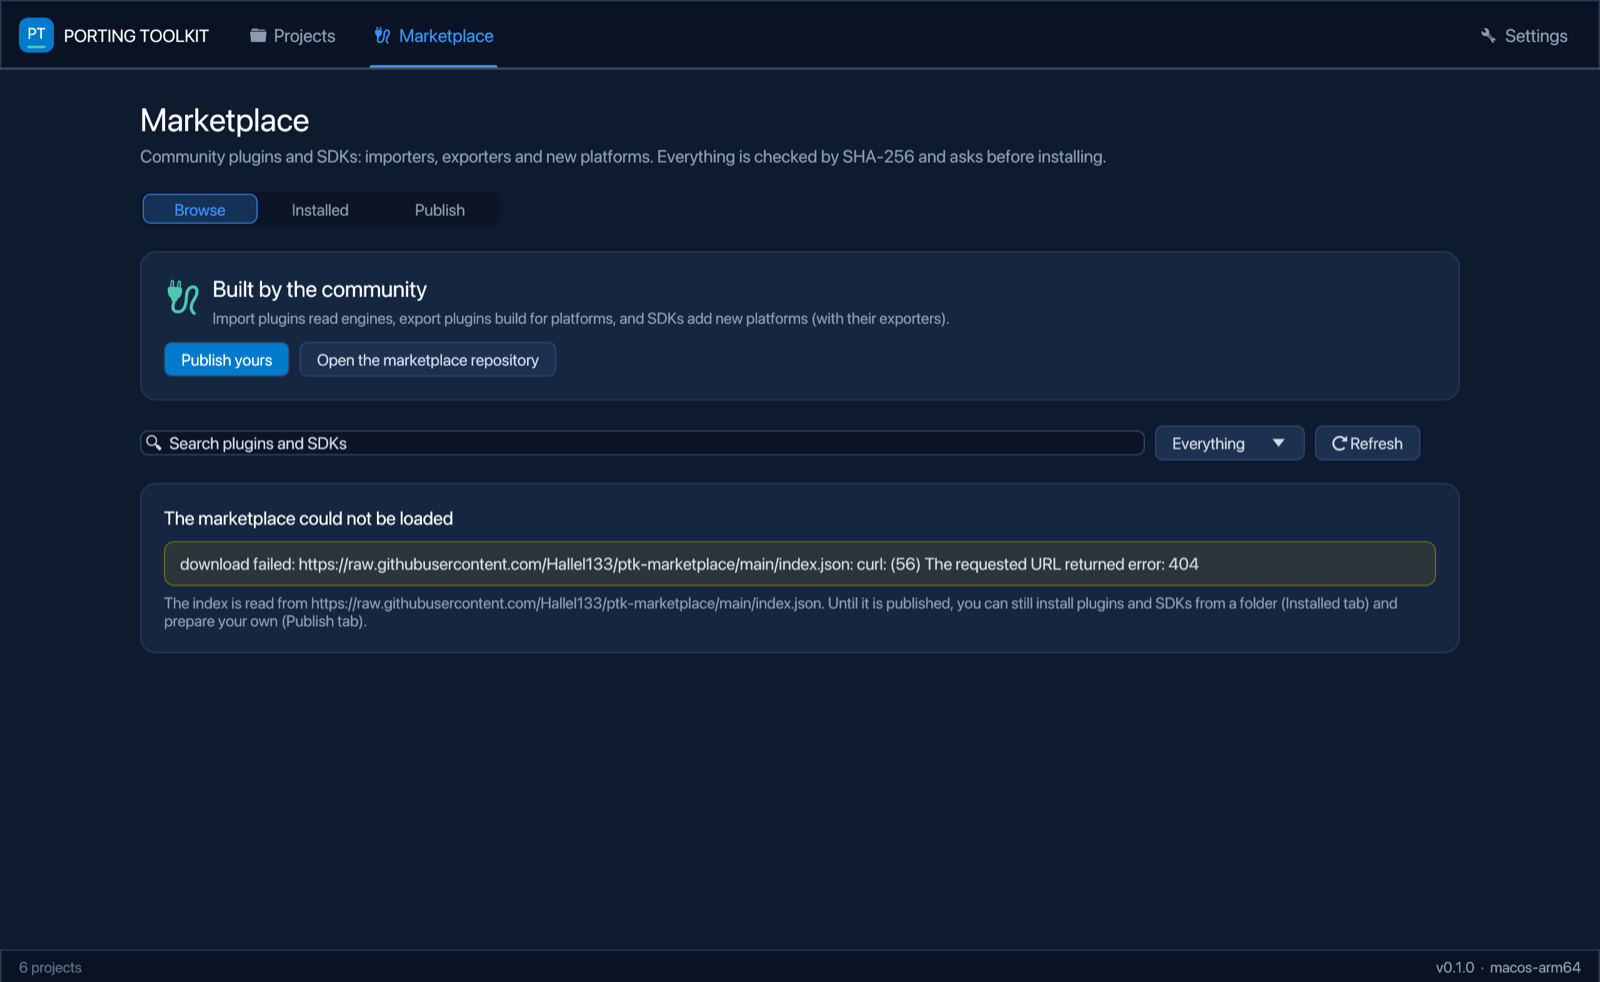 PT PORTING TOOLKIT Projects Marketplace Settings
Marketplace
Community plugins and SDKs: importers, exporters and new platforms. Everything is checked by SHA-256 and asks before installing.
Browse Installed Publish
Built by the community
Import plugins read engines, export plugins build for platforms, and SDKs add new platforms (with their exporters).
Publish yours Open the marketplace repository
Search plugins and SDKs Everything Refresh
The marketplace could not be loaded
download failed: https://raw.githubusercontent.com/Hallel133/ptk-marketplace/main/index.json: curl: (56) The requested URL returned error: 404
The index is read from https://raw.githubusercontent.com/Hallel133/ptk-marketplace/main/index.json. Until it is published, you can still install plugins and SDKs from a folder (Installed tab) and
prepare your own (Publish tab).
6 projects v0.1.0 · macos-arm64